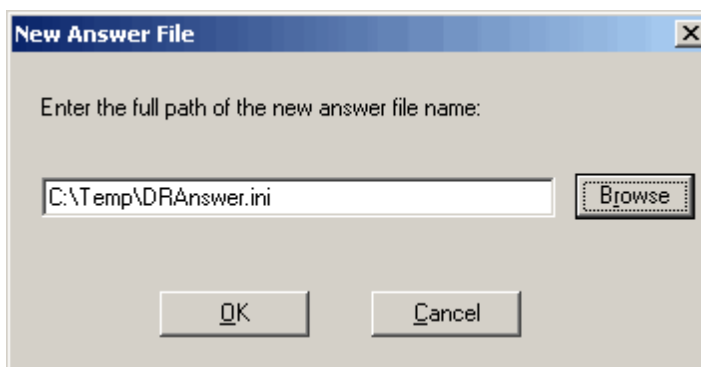 New Answer File
Enter the full path of the new answer file name:
C:\Temp\DRAnswer.ini
Browse
OK
Cancel